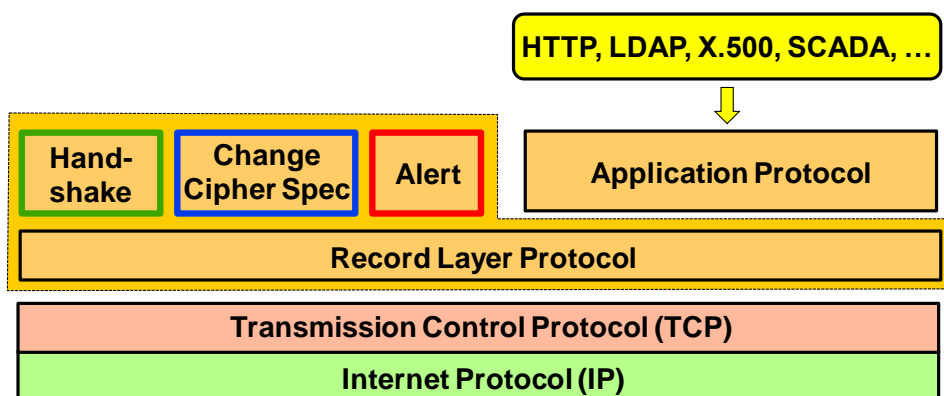 HTTP, LDAP, X.500, SCADA, …
Hand-
shake
Change
Cipher Spec
Alert
Application Protocol
Record Layer Protocol
Transmission Control Protocol (TCP)
Internet Protocol (IP)